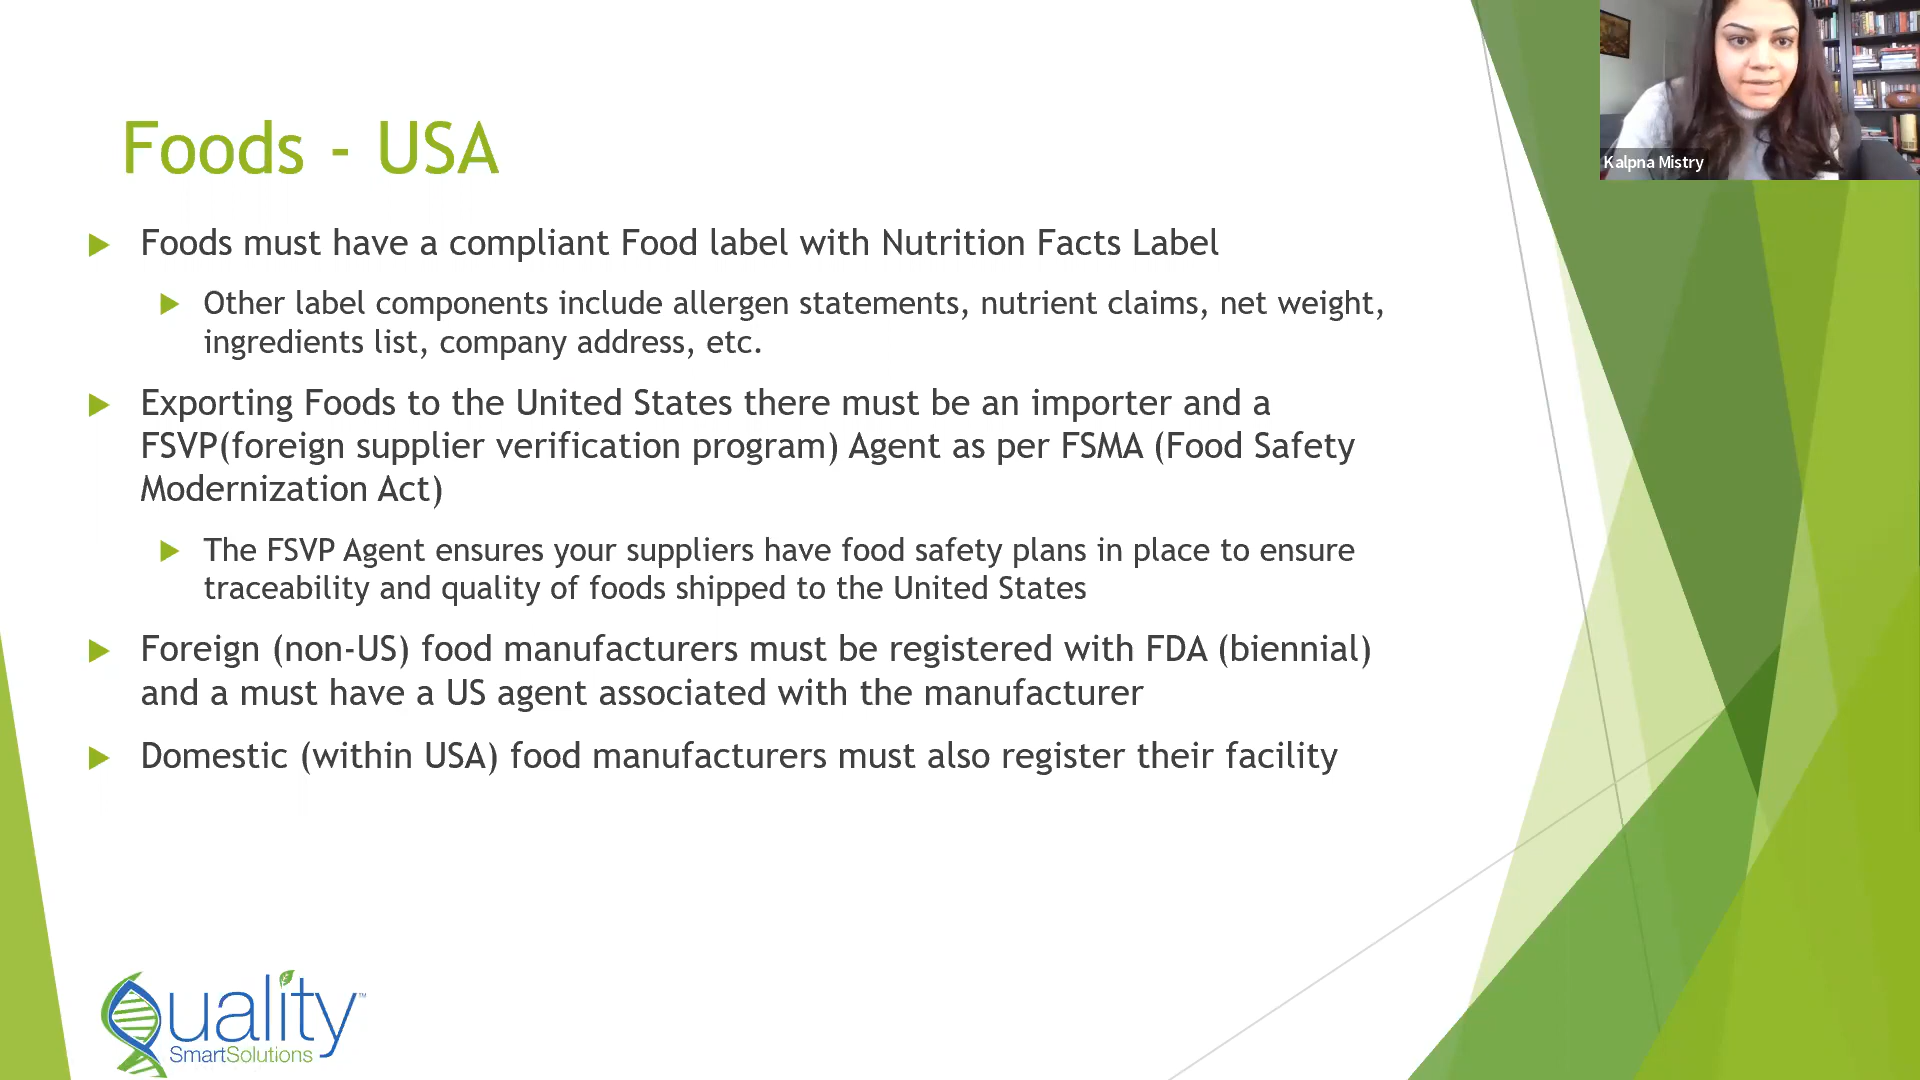 Foods - USA
Foods must have a compliant Food label with Nutrition Facts Label
Other label components include allergen statements, nutrient claims, net weight,
ingredients list, company address, etc.
Exporting Foods to the United States there must be an importer and a
FSVP(foreign supplier verification program) Agent as per FSMA (Food Safety
Modernization Act)
The FSVP Agent ensures your suppliers have food safety plans in place to ensure
traceability and quality of foods shipped to the United States
Foreign (non-US) food manufacturers must be registered with FDA (biennial)
and a must have a US agent associated with the manufacturer
Domestic (within USA) food manufacturers must also register their facility
Kalpna Mistry
Quality™
SmartSolutions